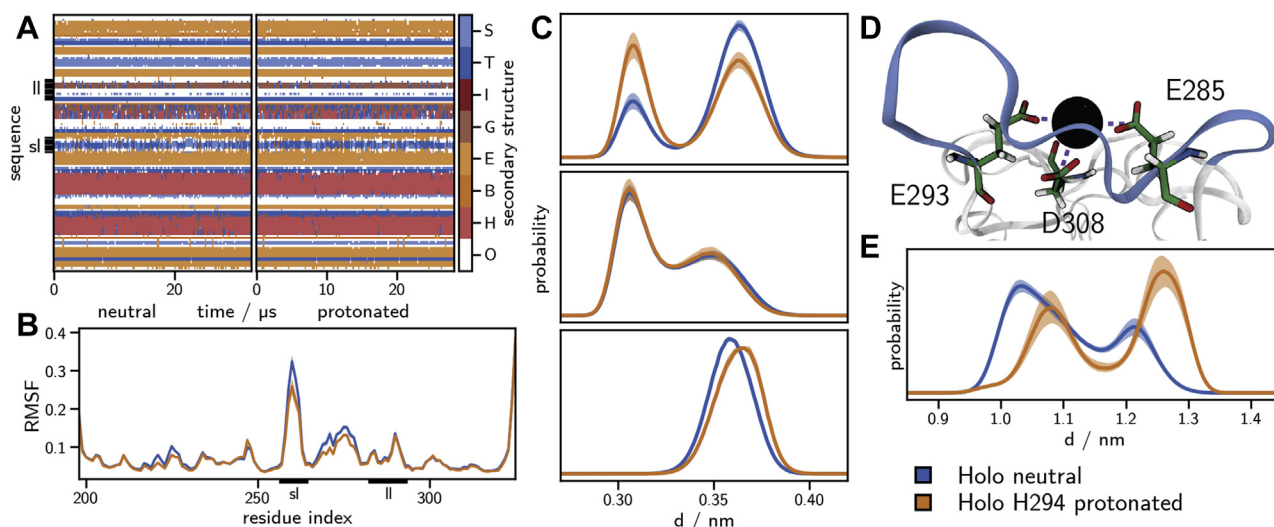 A
sequence
ll
sl
0
20
0
20
neutral
time / µs
protonated
S
T
I
G
E
B
H
O
secondary structure
B
RMSF
0.4
0.3
0.2
0.1
200
250
300
sl
ll
residue index
C
probability
0.30
0.35
0.40
d / nm
D
E285
E293
D308
E
probability
0.9
1.0
1.1
1.2
1.3
1.4
d / nm
Holo neutral
Holo H294 protonated